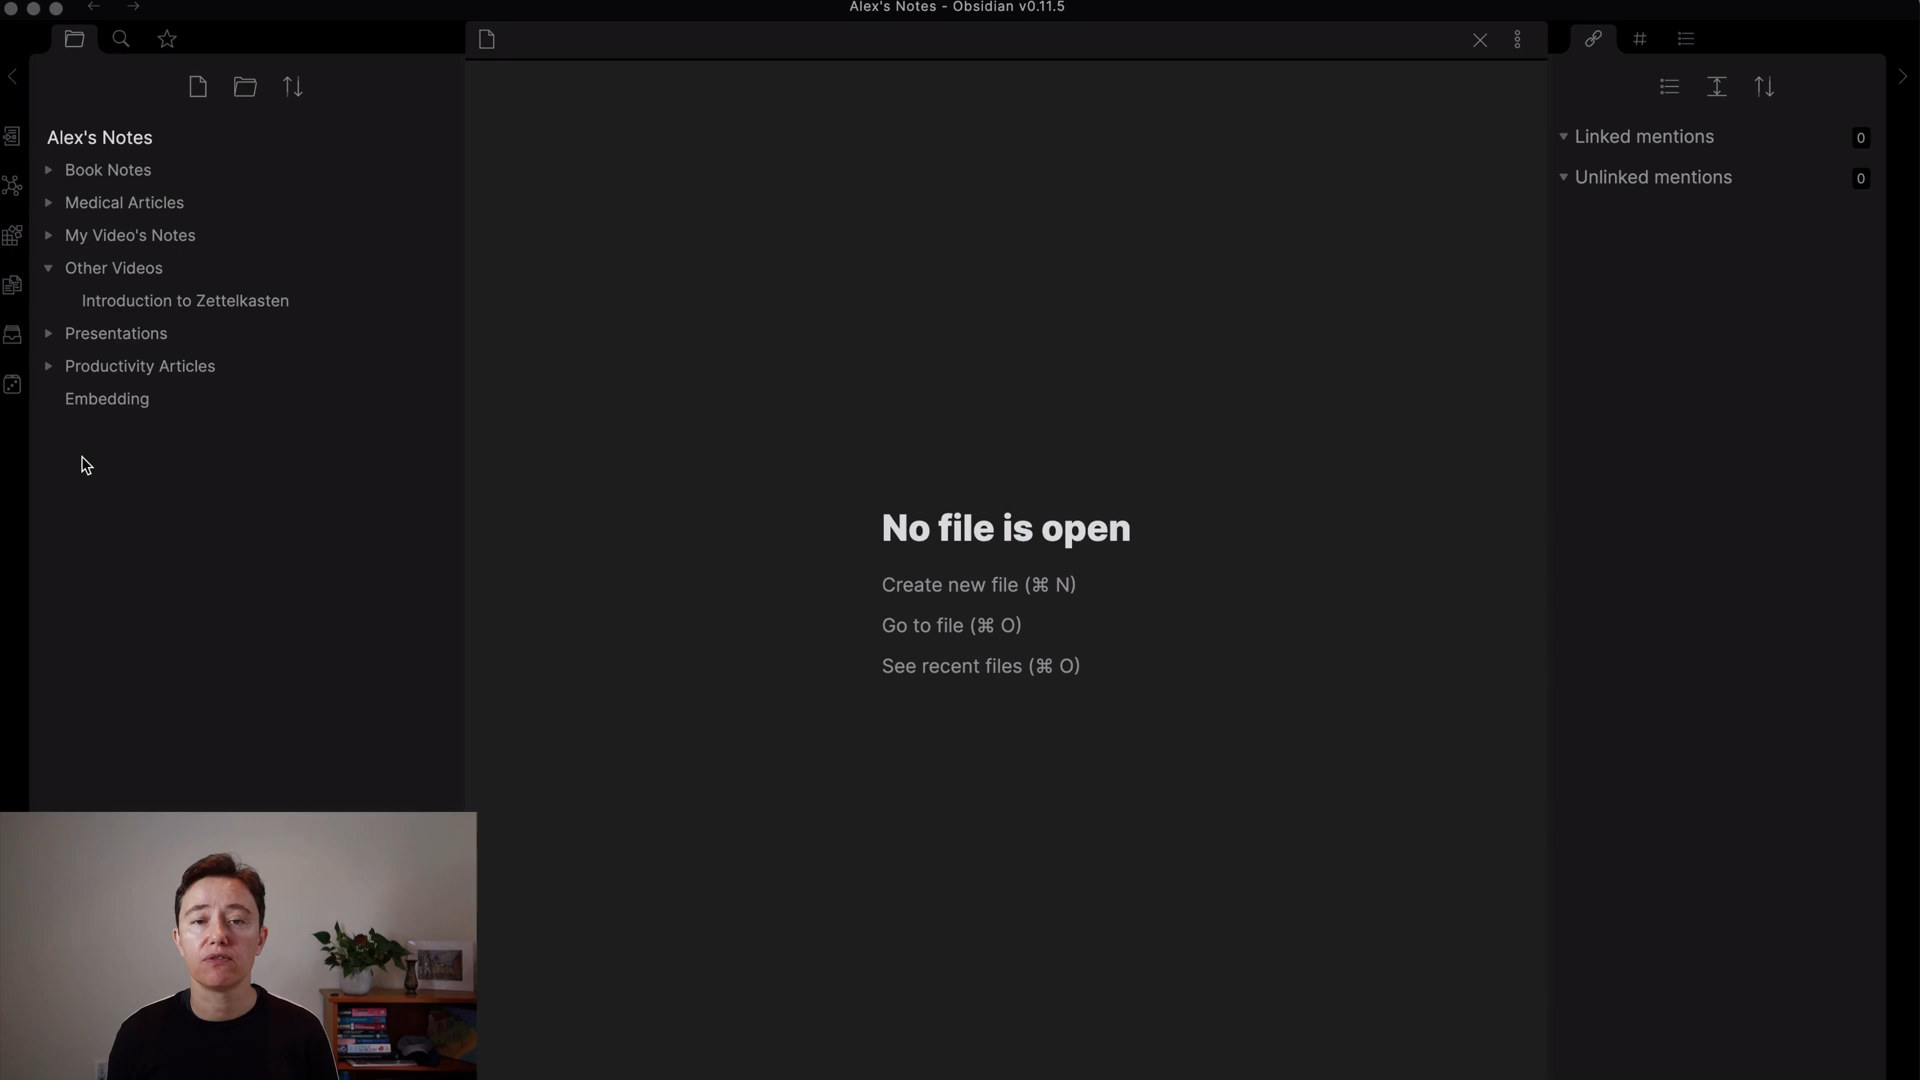 Alex's Notes - Obsidian v0.11.5
Alex's Notes
Book Notes
Medical Articles
My Video's Notes
Other Videos
Introduction to Zettelkasten
Presentations
Productivity Articles
Embedding
No file is open
Create new file (⌘ N)
Go to file (⌘ O)
See recent files (⌘ O)
Linked mentions
0
Unlinked mentions
0